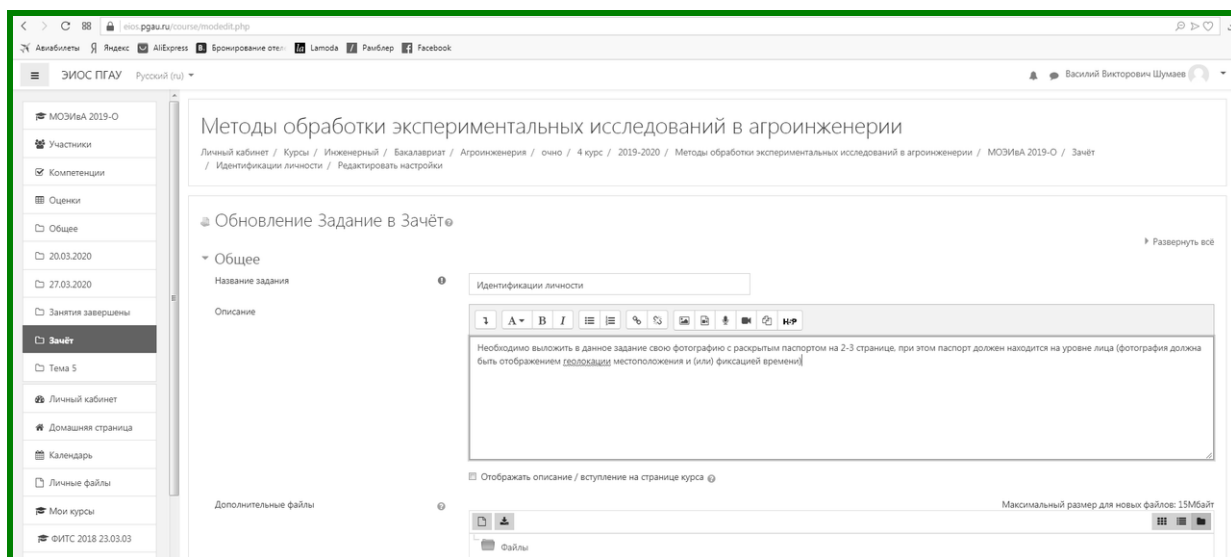 eios.pgau.ru/course/modedit.php
Авиабилеты Яндекс AliExpress Бронирование отел Lamoda Рамблер Facebook
ЭИОС ПГАУ Русский (ru) Василий Викторович Шумаев
МОЭИвА 2019-О
Участники
Компетенции
Оценки
Общее
20.03.2020
27.03.2020
Занятия завершены
Зачёт
Тема 5
Личный кабинет
Домашняя страница
Календарь
Личные файлы
Мои курсы
ФИТС 2018 23.03.03
Методы обработки экспериментальных исследований в агроинженерии
Личный кабинет / Курсы / Инженерный / Бакалавриат / Агроинженерия / очно / 4 курс / 2019-2020 / Методы обработки экспериментальных исследований в агроинженерии / МОЭИвА 2019-О / Зачёт
/ Идентификации личности / Редактировать настройки
Обновление Задание в Зачёт
Развернуть всё
Общее
Название задания
Идентификации личности
Описание
A B I H-P
Необходимо выложить в данное задание свою фотографию с раскрытым паспортом на 2-3 странице, при этом паспорт должен находится на уровне лица (фотография должна
быть отображением геолокации местоположения и (или) фиксацией времени)
Отображать описание / вступление на странице курса
Дополнительные файлы
Максимальный размер для новых файлов: 15Мбайт
Файлы